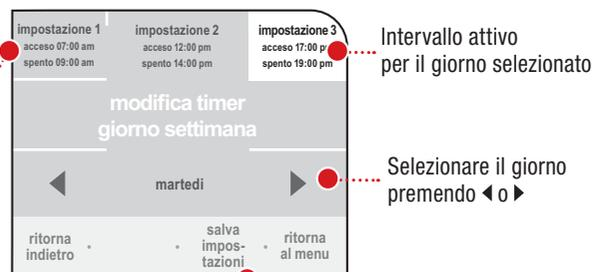 impostazione 1
acceso 07:00 am
spento 09:00 am
impostazione 2
acceso 12:00 pm
spento 14:00 pm
impostazione 3
acceso 17:00
spento 19:00 pm
Intervallo attivo
per il giorno selezionato
modifica timer
giorno settimana
martedi
Selezionare il giorno
premendo ◀ o ▶
ritorna
indietro
salva
impos-
tazioni
ritorna
al menu